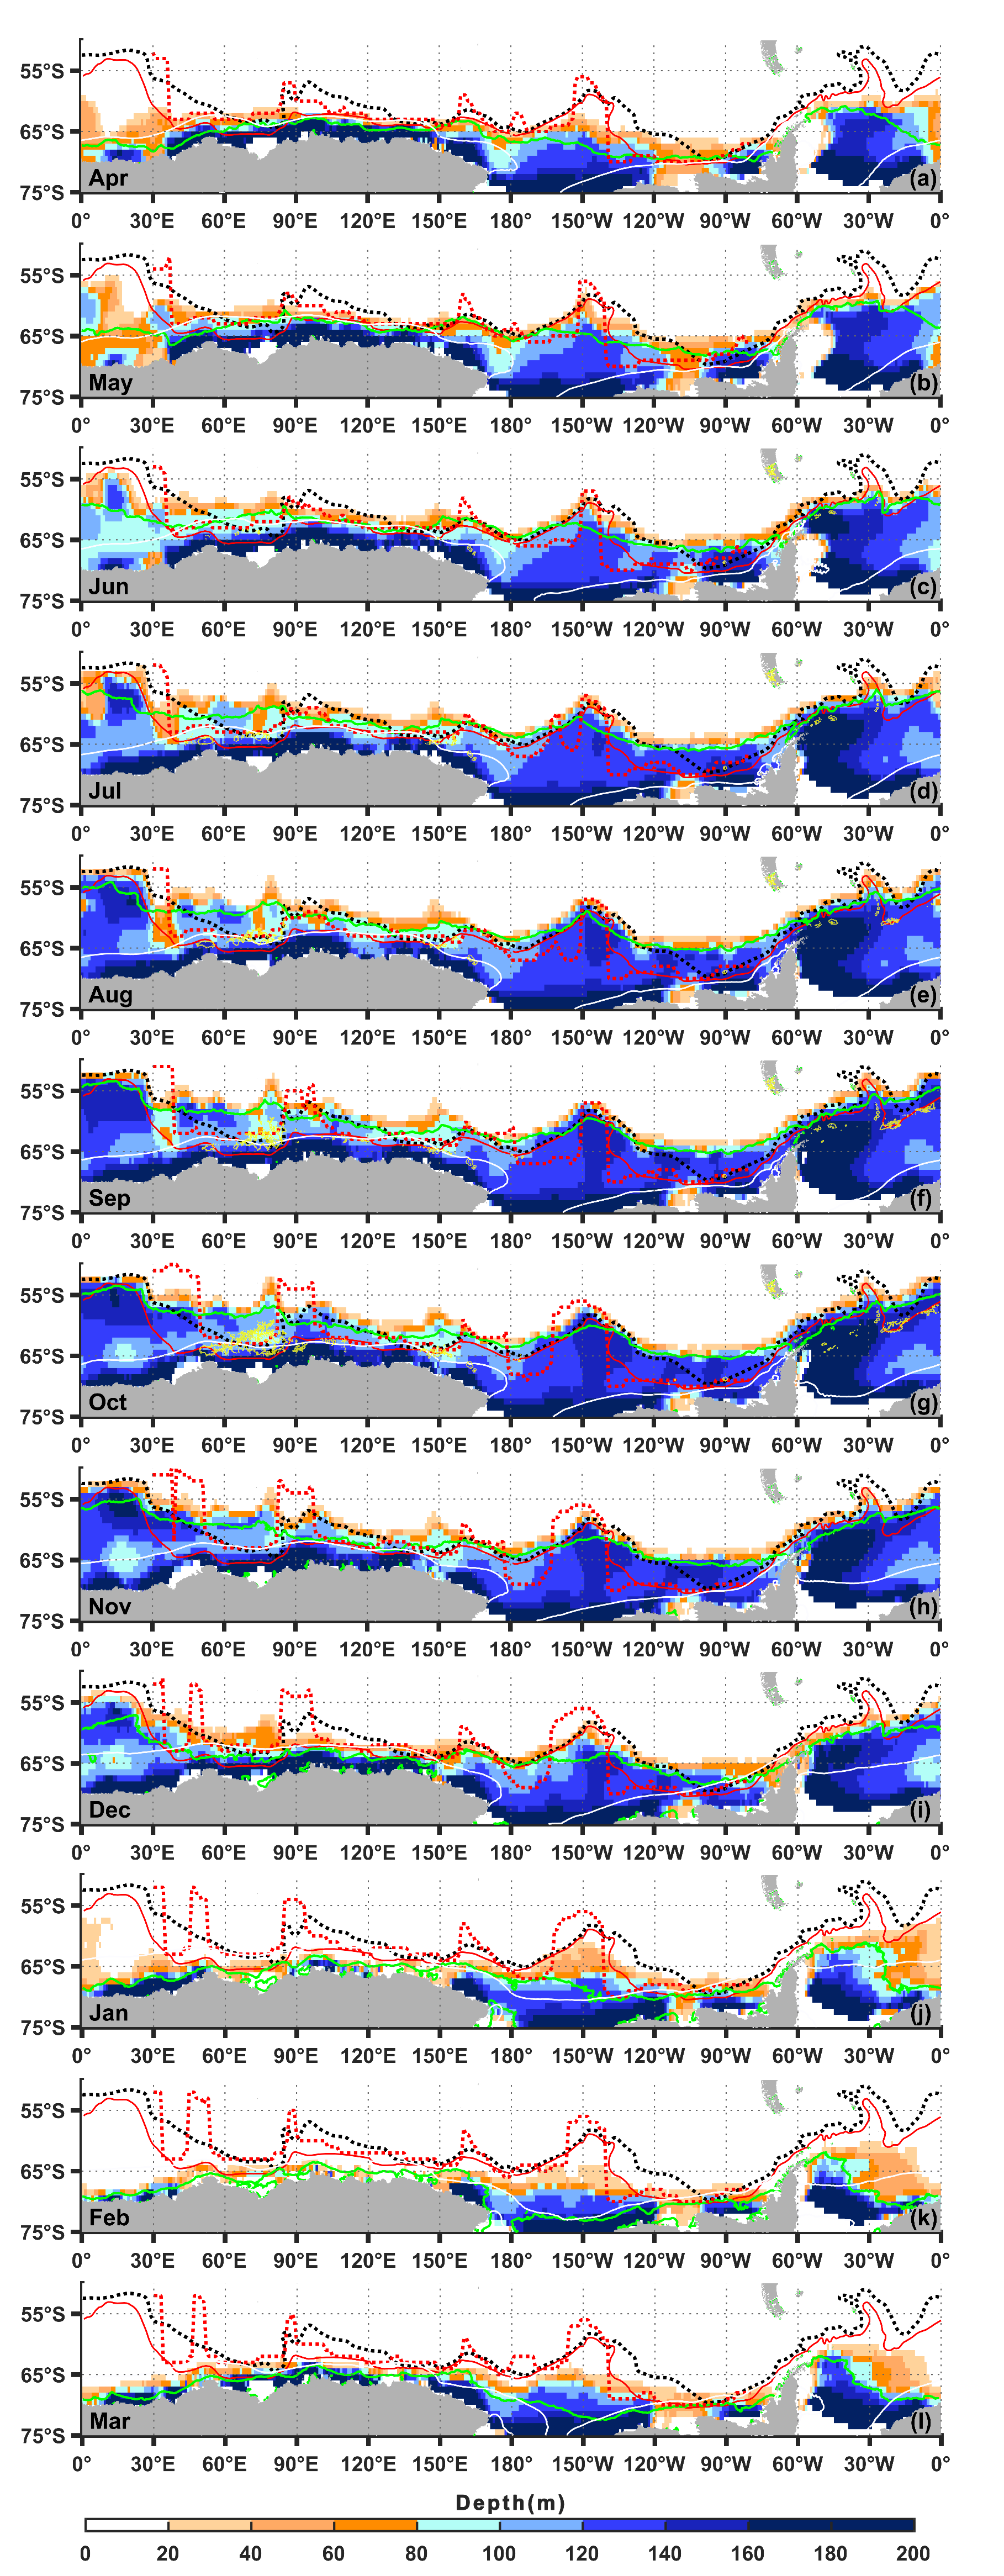 55°S
65°S
75°S
Apr (a)
0° 30°E 60°E 90°E 120°E 150°E 180° 150°W 120°W 90°W 60°W 30°W 0°
55°S
65°S
75°S
May (b)
0° 30°E 60°E 90°E 120°E 150°E 180° 150°W 120°W 90°W 60°W 30°W 0°
55°S
65°S
75°S
Jun (c)
0° 30°E 60°E 90°E 120°E 150°E 180° 150°W 120°W 90°W 60°W 30°W 0°
55°S
65°S
75°S
Jul (d)
0° 30°E 60°E 90°E 120°E 150°E 180° 150°W 120°W 90°W 60°W 30°W 0°
55°S
65°S
75°S
Aug (e)
0° 30°E 60°E 90°E 120°E 150°E 180° 150°W 120°W 90°W 60°W 30°W 0°
55°S
65°S
75°S
Sep (f)
0° 30°E 60°E 90°E 120°E 150°E 180° 150°W 120°W 90°W 60°W 30°W 0°
55°S
65°S
75°S
Oct (g)
0° 30°E 60°E 90°E 120°E 150°E 180° 150°W 120°W 90°W 60°W 30°W 0°
55°S
65°S
75°S
Nov (h)
0° 30°E 60°E 90°E 120°E 150°E 180° 150°W 120°W 90°W 60°W 30°W 0°
55°S
65°S
75°S
Dec (i)
0° 30°E 60°E 90°E 120°E 150°E 180° 150°W 120°W 90°W 60°W 30°W 0°
55°S
65°S
75°S
Jan (j)
0° 30°E 60°E 90°E 120°E 150°E 180° 150°W 120°W 90°W 60°W 30°W 0°
55°S
65°S
75°S
Feb (k)
0° 30°E 60°E 90°E 120°E 150°E 180° 150°W 120°W 90°W 60°W 30°W 0°
55°S
65°S
75°S
Mar (l)
0° 30°E 60°E 90°E 120°E 150°E 180° 150°W 120°W 90°W 60°W 30°W 0°
Depth(m)
0 20 40 60 80 100 120 140 160 180 200